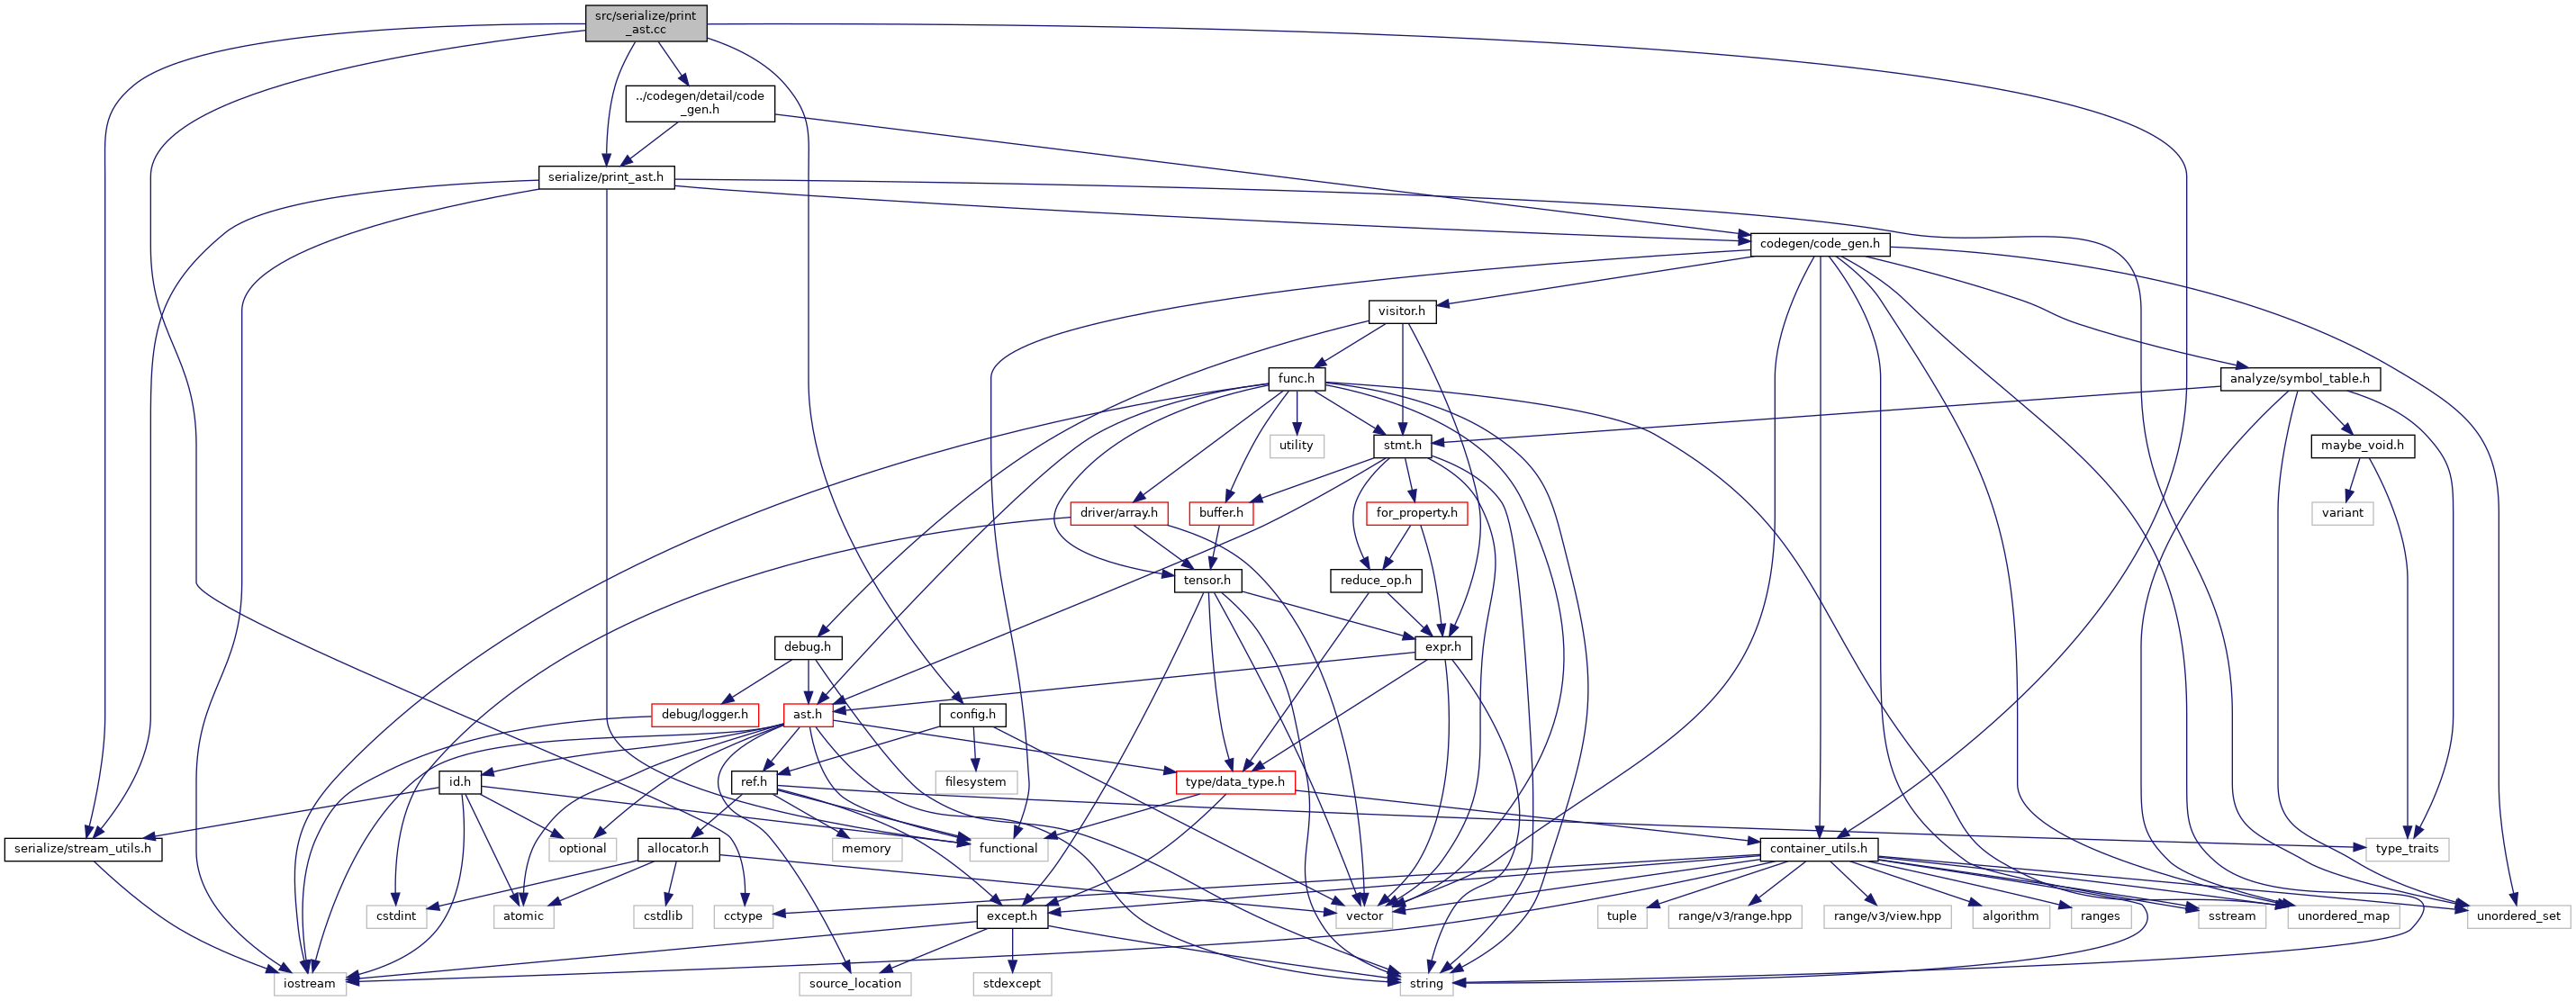 src/serialize/print
_ast.cc
../codegen/detail/code
_gen.h
serialize/print_ast.h
codegen/code_gen.h
visitor.h
func.h
analyze/symbol_table.h
utility
stmt.h
maybe_void.h
driver/array.h
buffer.h
for_property.h
variant
tensor.h
reduce_op.h
debug.h
expr.h
debug/logger.h
ast.h
config.h
id.h
ref.h
filesystem
type/data_type.h
serialize/stream_utils.h
optional
allocator.h
memory
functional
container_utils.h
type_traits
cstdint
atomic
cstdlib
cctype
except.h
vector
tuple
range/v3/range.hpp
range/v3/view.hpp
algorithm
ranges
sstream
unordered_map
unordered_set
iostream
source_location
stdexcept
string